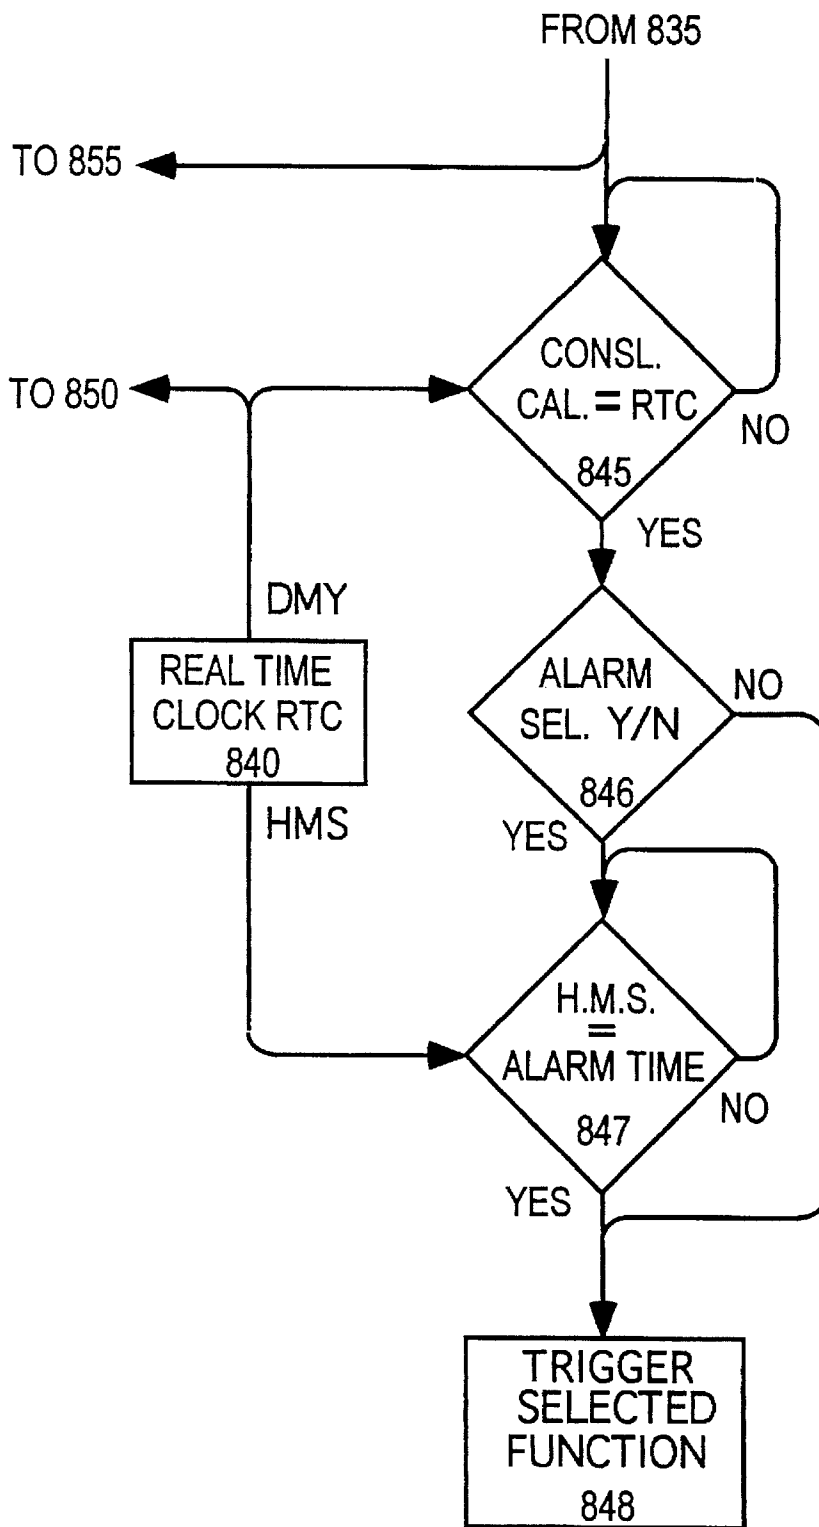 FROM 835
TO 855
CONSL.
CAL. = RTC
845
NO
TO 850
YES
DMY
REAL TIME
CLOCK RTC
840
HMS
ALARM
SEL. Y/N
846
NO
YES
H.M.S.
=
ALARM TIME
847
NO
YES
TRIGGER
SELECTED
FUNCTION
848